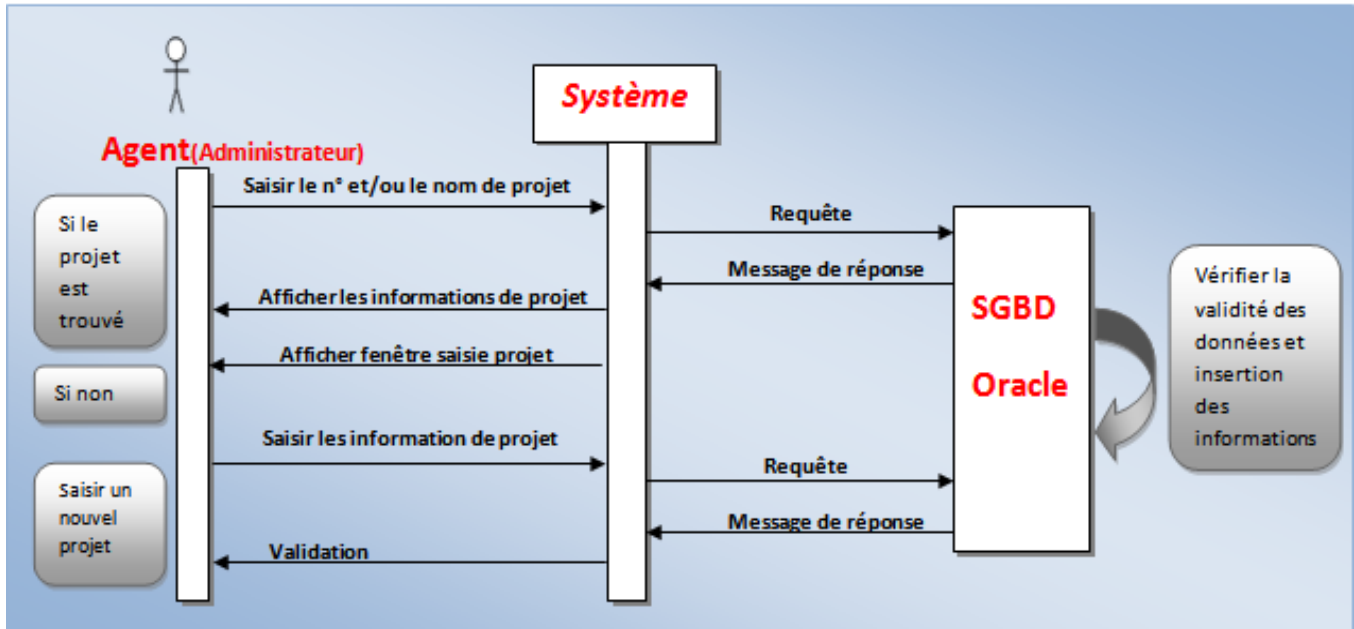 Système
Agent(Administrateur)
Saisir le n° et/ou le nom de projet
Si le
projet
est
trouvé
Requête
Message de réponse
Afficher les informations de projet
SGBD
Oracle
Vérifier la
validité des
données et
insertion
des
informations
Afficher fenêtre saisie projet
Si non
Saisir les information de projet
Requête
Saisir un
nouvel
projet
Message de réponse
Validation